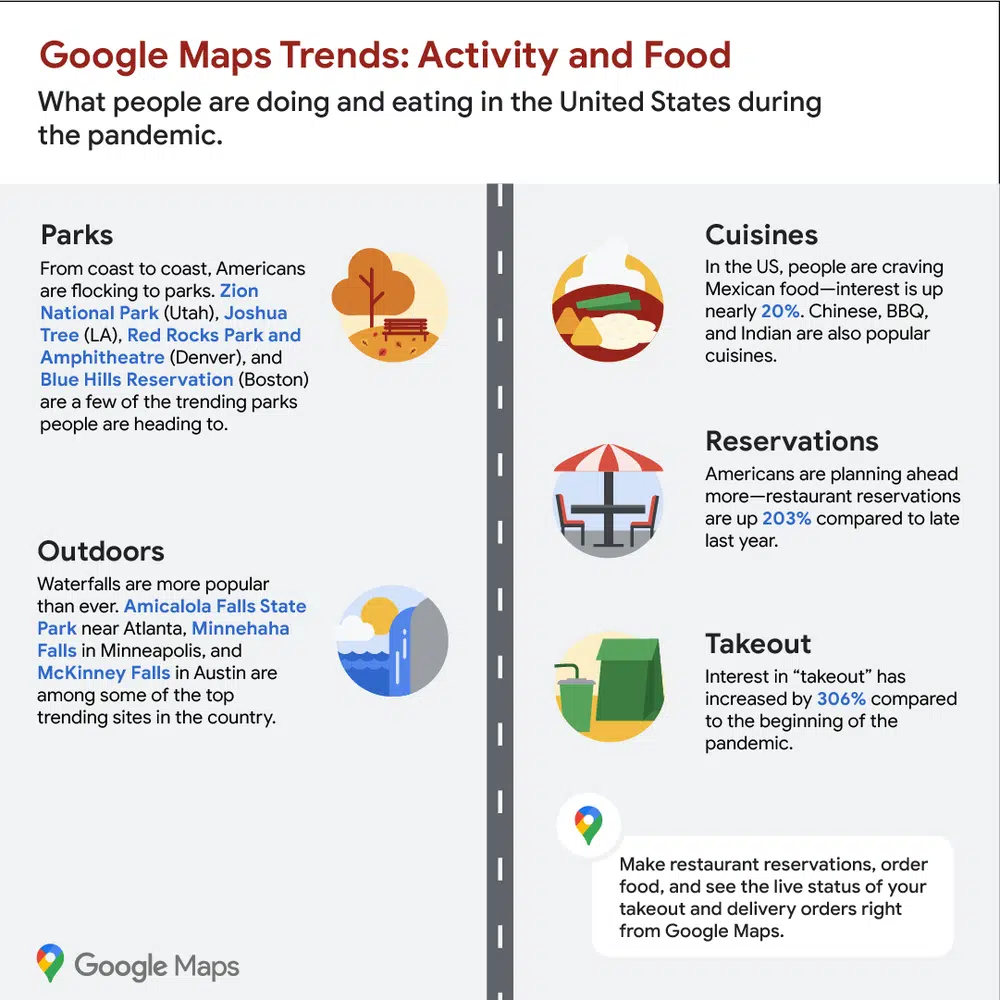 Google Maps Trends: Activity and Food
What people are doing and eating in the United States during
the pandemic.
Parks
From coast to coast, Americans
are flocking to parks. Zion
National Park (Utah), Joshua
Tree (LA), Red Rocks Park and
Amphitheatre (Denver), and
Blue Hills Reservation (Boston)
are a few of the trending parks
people are heading to.
Outdoors
Waterfalls are more popular
than ever. Amicalola Falls State
Park near Atlanta, Minnehaha
Falls in Minneapolis, and
McKinney Falls in Austin are
among some of the top
trending sites in the country.
Cuisines
In the US, people are craving
Mexican food—interest is up
nearly 20%. Chinese, BBQ,
and Indian are also popular
cuisines.
Reservations
Americans are planning ahead
more—restaurant reservations
are up 203% compared to late
last year.
Takeout
Interest in “takeout” has
increased by 306% compared
to the beginning of the
pandemic.
Make restaurant reservations, order
food, and see the live status of your
takeout and delivery orders right
from Google Maps.
Google Maps